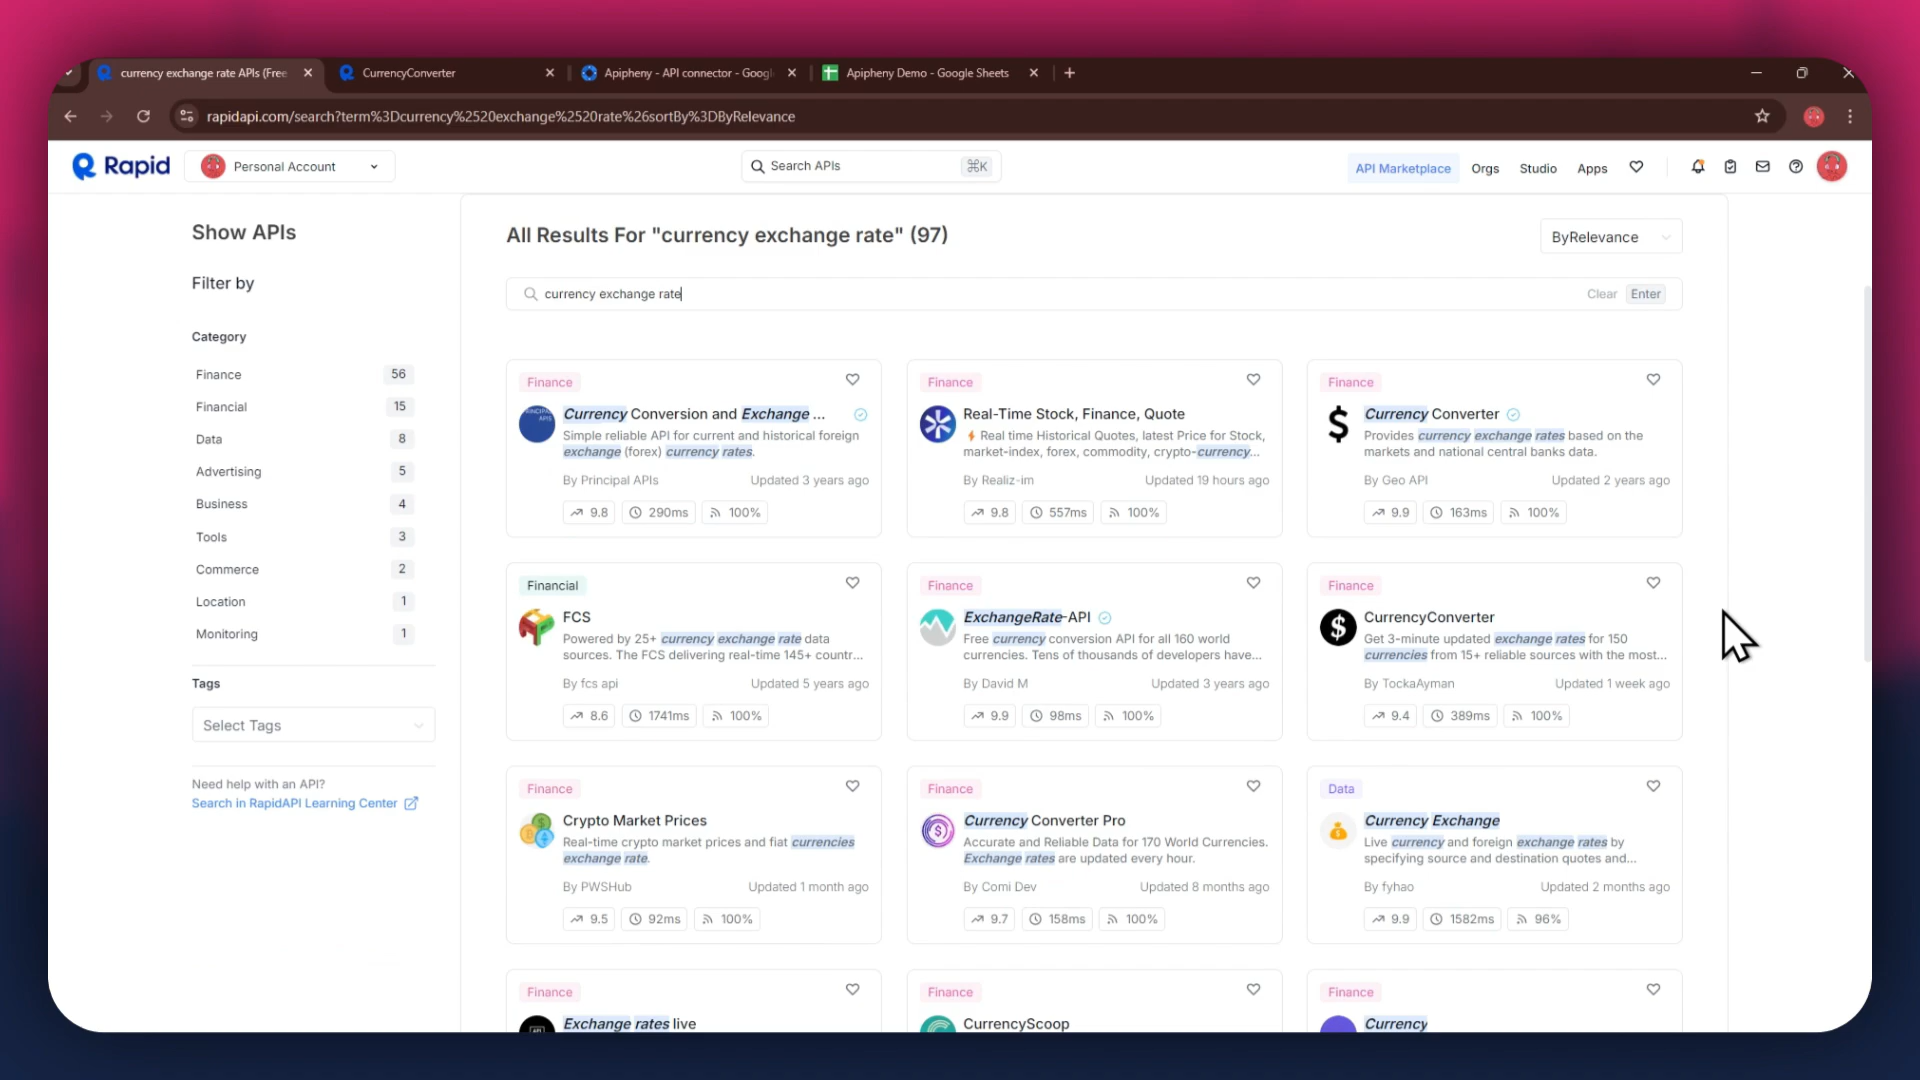 currency exchange rate APIs (Free
CurrencyConverter
Apipheny - API connector - Googl
Apipheny Demo - Google Sheets
rapidapi.com/search?term%3Dcurrency%2520exchange%2520rate%26sortBy%3DByRelevance
Rapid
Personal Account
Search APIs
⌘K
API Marketplace
Orgs
Studio
Apps
Show APIs
Filter by
Category
Finance 56
Financial 15
Data 8
Advertising 5
Business 4
Tools 3
Commerce 2
Location 1
Monitoring 1
Tags
Select Tags
Need help with an API?
Search in RapidAPI Learning Center
All Results For "currency exchange rate" (97)
ByRelevance
currency exchange rate
Clear
Enter
Finance
Currency Conversion and Exchange ...
Simple reliable API for current and historical foreign
exchange (forex) currency rates.
By Principal APIs
Updated 3 years ago
9.8 290ms 100%
Finance
Real-Time Stock, Finance, Quote
Real time Historical Quotes, latest Price for Stock,
market-index, forex, commodity, crypto-currency...
By Realiz-im
Updated 19 hours ago
9.8 557ms 100%
Finance
$
Currency Converter
Provides currency exchange rates based on the
markets and national central banks data.
By Geo API
Updated 2 years ago
9.9 163ms 100%
Financial
FCS
Powered by 25+ currency exchange rate data
sources. The FCS delivering real-time 145+ countr...
By fcs api
Updated 5 years ago
8.6 1741ms 100%
Finance
ExchangeRate-API
Free currency conversion API for all 160 world
currencies. Tens of thousands of developers have...
By David M
Updated 3 years ago
9.9 98ms 100%
Finance
$
CurrencyConverter
Get 3-minute updated exchange rates for 150
currencies from 15+ reliable sources with the most...
By TockaAyman
Updated 1 week ago
9.4 389ms 100%
Finance
Crypto Market Prices
Real-time crypto market prices and fiat currencies
exchange rate.
By PWSHub
Updated 1 month ago
9.5 92ms 100%
Finance
Currency Converter Pro
Accurate and Reliable Data for 170 World Currencies.
Exchange rates are updated every hour.
By Comi Dev
Updated 8 months ago
9.7 158ms 100%
Data
Currency Exchange
Live currency and foreign exchange rates by
specifying source and destination quotes and...
By fyhao
Updated 2 months ago
9.9 1582ms 96%
Finance
Exchange rates live
Finance
CurrencyScoop
Finance
Currency